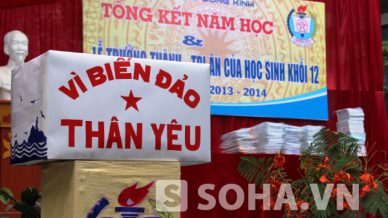 TỔNG KẾT NĂM HỌC
&
LỄ TRƯỞNG THÀNH - TRI ÂN CỦA HỌC SINH KHỐI 12
2013 - 2014
VÌ BIỂN ĐẢO
THÂN YÊU
S SOHA.VN